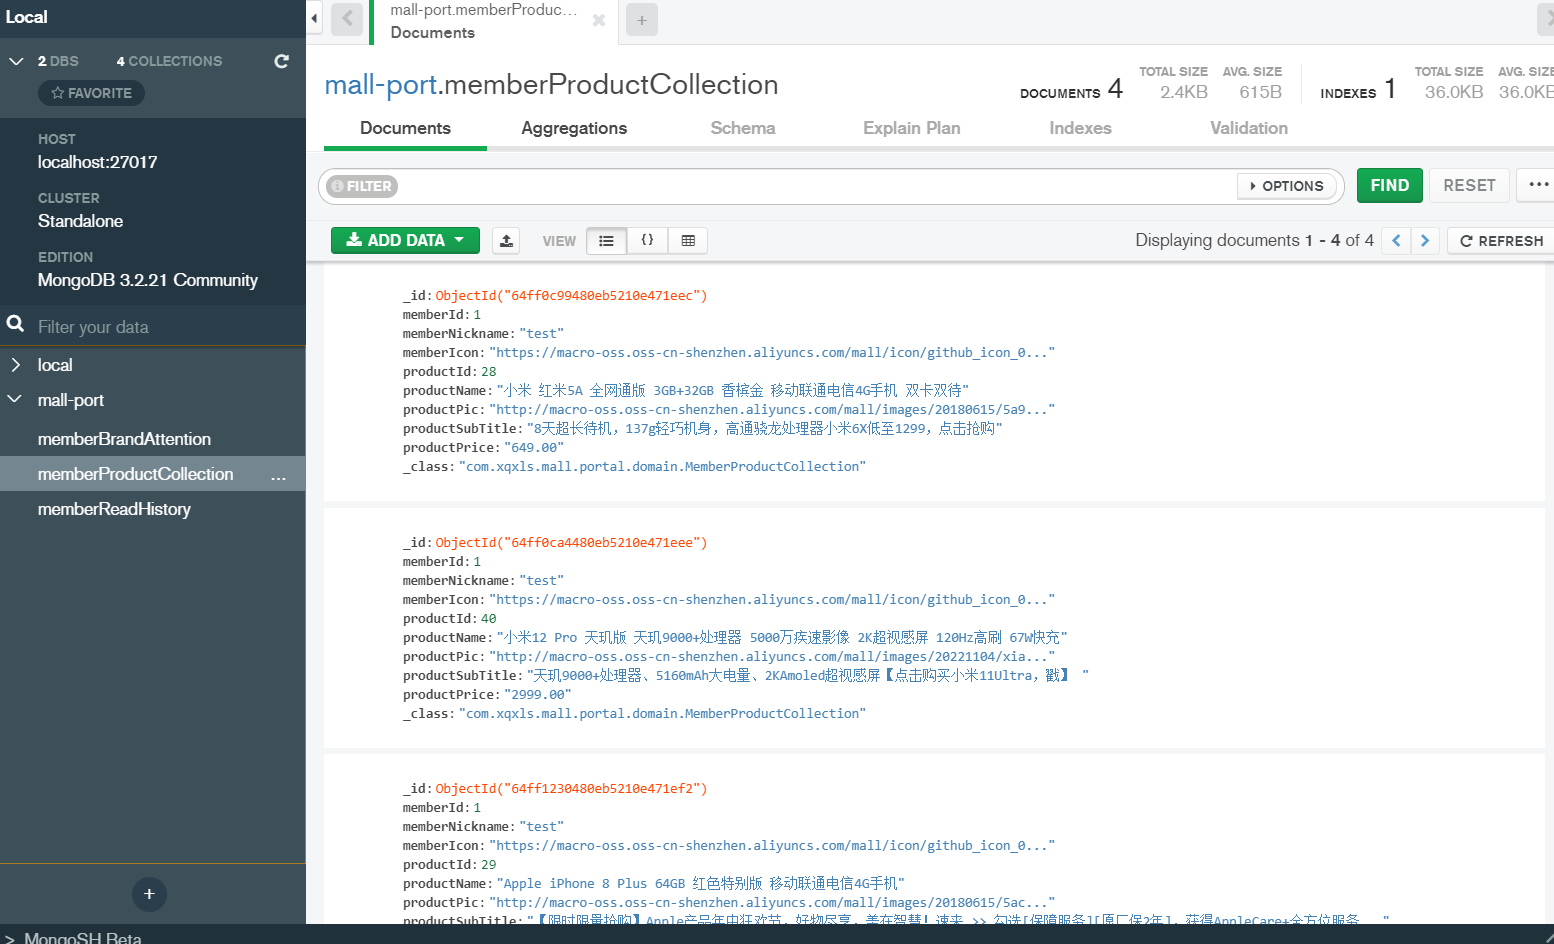 Local
2 DBS 4 COLLECTIONS
FAVORITE
HOST
localhost:27017
CLUSTER
Standalone
EDITION
MongoDB 3.2.21 Community
Filter your data
local
mall-port
memberBrandAttention
memberProductCollection ...
memberReadHistory
+
> MongoSH Beta
mall-port.memberProduc...
Documents
+
mall-port.memberProductCollection
DOCUMENTS 4 TOTAL SIZE 2.4KB AVG. SIZE 615B INDEXES 1 TOTAL SIZE 36.0KB AVG. SIZE 36.0KB
Documents Aggregations Schema Explain Plan Indexes Validation
FILTER OPTIONS FIND RESET ...
ADD DATA VIEW {} Displaying documents 1 - 4 of 4 REFRESH
_id: ObjectId("64ff0c99480eb5210e471eec")
memberId: 1
memberNickname: "test"
memberIcon: "https://macro-oss.oss-cn-shenzhen.aliyuncs.com/mall/icon/github_icon_0..."
productId: 28
productName: "小米 红米5A 全网通版 3GB+32GB 香槟金 移动联通电信4G手机 双卡双待"
productPic: "http://macro-oss.oss-cn-shenzhen.aliyuncs.com/mall/images/20180615/5a9..."
productSubTitle: "8天超长待机，137g轻巧机身，高通骁龙处理器小米6X低至1299，点击抢购"
productPrice: "649.00"
_class: "com.xqxls.mall.portal.domain.MemberProductCollection"
_id: ObjectId("64ff0ca4480eb5210e471eee")
memberId: 1
memberNickname: "test"
memberIcon: "https://macro-oss.oss-cn-shenzhen.aliyuncs.com/mall/icon/github_icon_0..."
productId: 40
productName: "小米12 Pro 天玑版 天玑9000+处理器 5000万疾速影像 2K超视感屏 120Hz高刷 67W快充"
productPic: "http://macro-oss.oss-cn-shenzhen.aliyuncs.com/mall/images/20221104/xia..."
productSubTitle: "天玑9000+处理器、5160mAh大电量、2KAmoled超视感屏【点击购买小米11Ultra，戳】 "
productPrice: "2999.00"
_class: "com.xqxls.mall.portal.domain.MemberProductCollection"
_id: ObjectId("64ff1230480eb5210e471ef2")
memberId: 1
memberNickname: "test"
memberIcon: "https://macro-oss.oss-cn-shenzhen.aliyuncs.com/mall/icon/github_icon_0..."
productId: 29
productName: "Apple iPhone 8 Plus 64GB 红色特别版 移动联通电信4G手机"
productPic: "http://macro-oss.oss-cn-shenzhen.aliyuncs.com/mall/images/20180615/5ac..."
productSubTitle: "【限时限量抢购】Apple产品年中狂欢节，好物尽享，美在智慧！速来 >> 勾选[保障服务][原厂保2年]，获得AppleCare+全方位服务..."